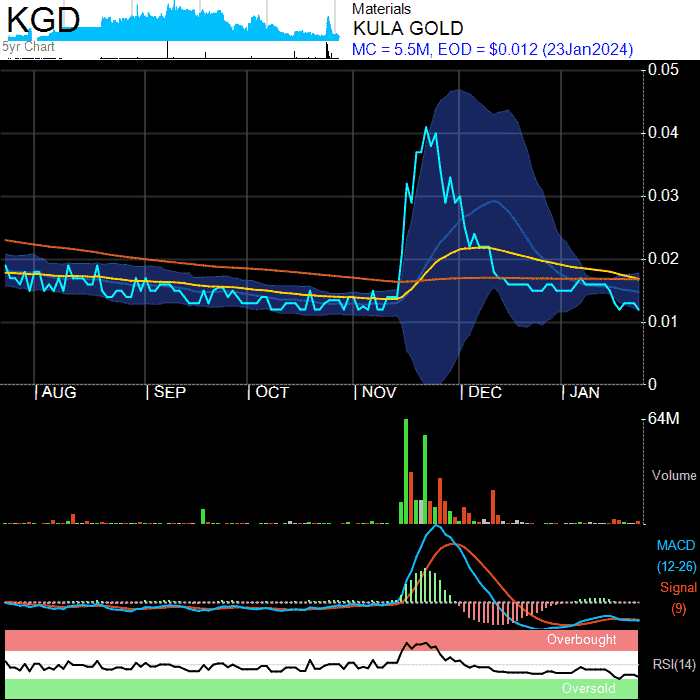 KGD
5yr Chart
Materials
KULA GOLD
MC = 5.5M, EOD = $0.012 (23Jan2024)
0.05
0.04
0.03
0.02
0.01
0
AUG SEP OCT NOV DEC JAN
64M
Volume
MACD
(12-26)
Signal
(9)
Overbought
RSI(14)
Oversold